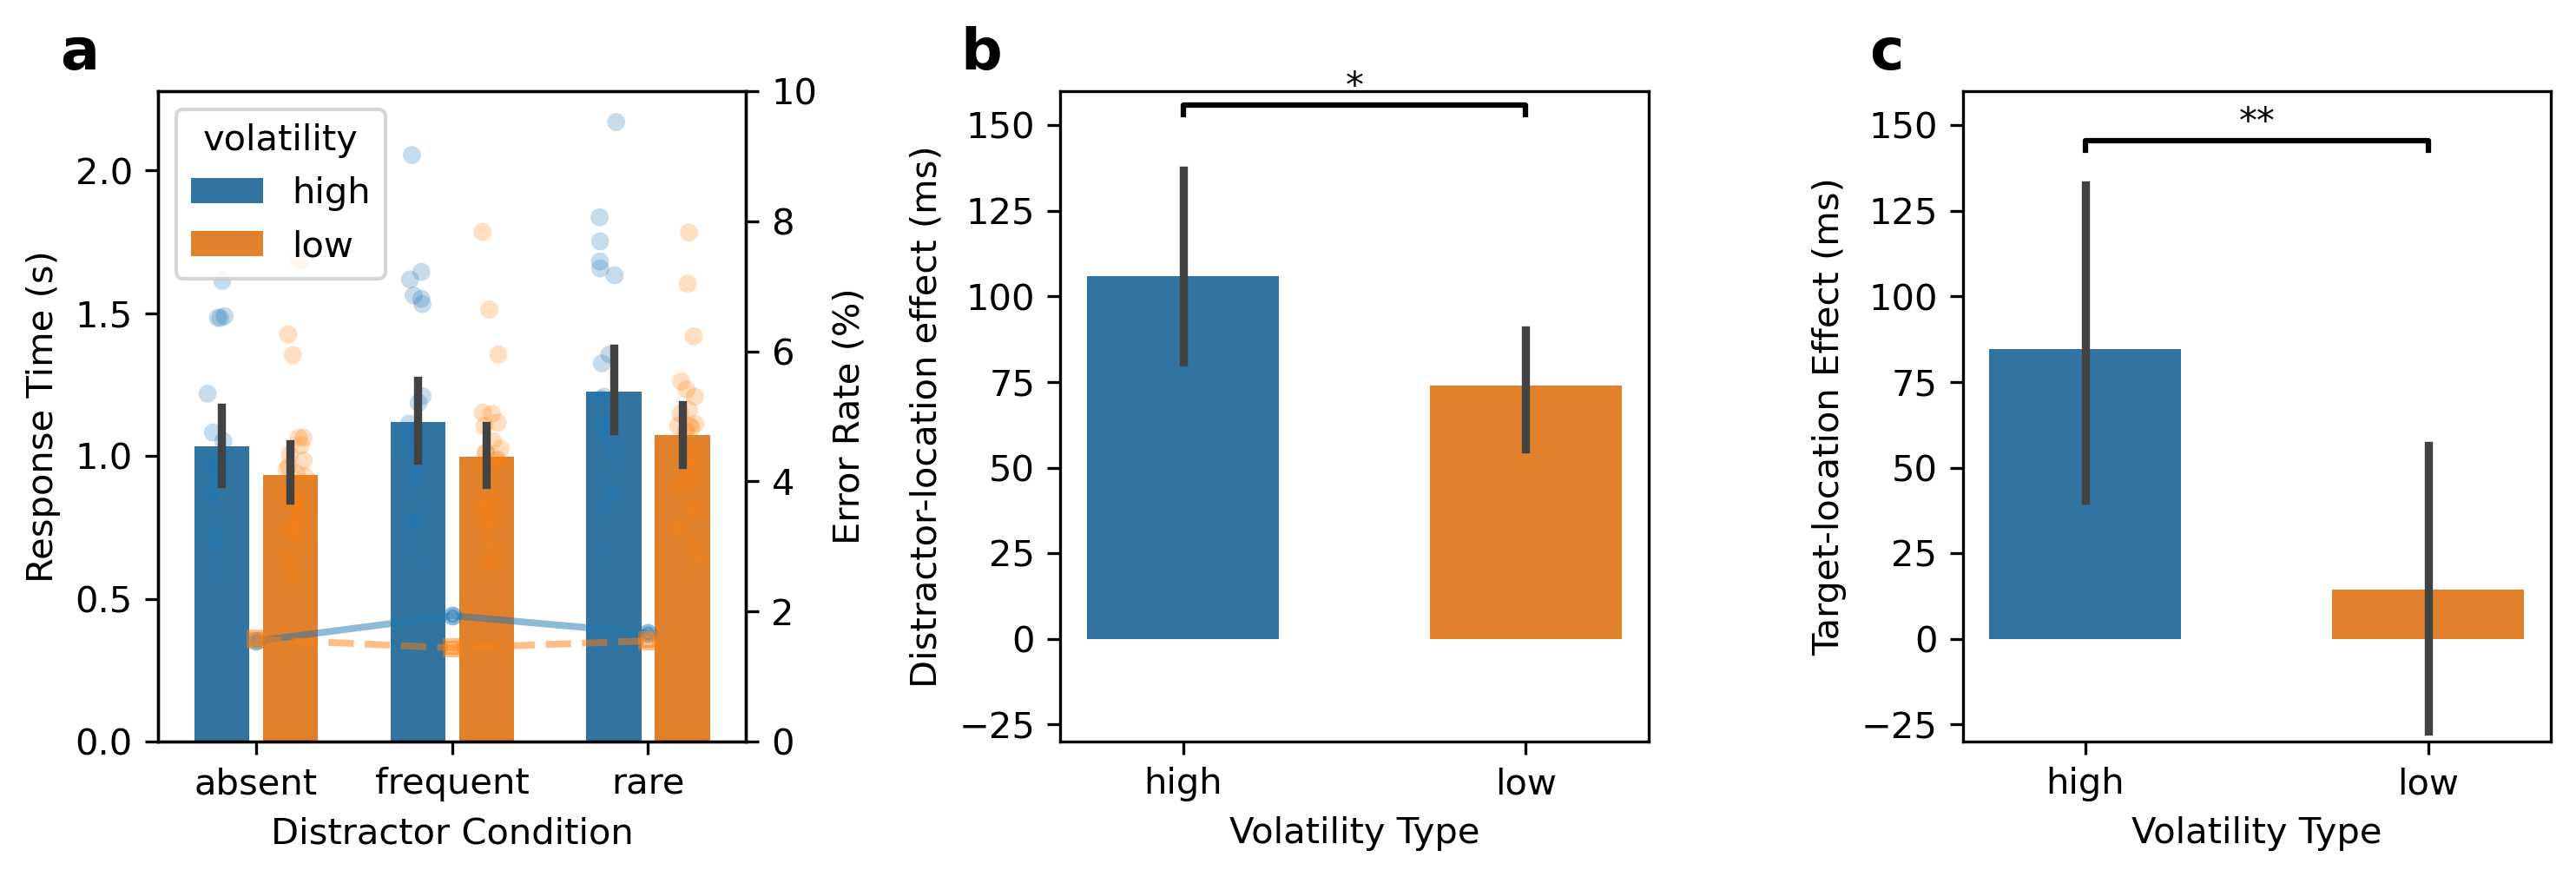 a
volatility
high
low
Response Time (s)
2.0
1.5
1.0
0.5
0.0
10
8
6
4
2
0
Error Rate (%)
absent
frequent
rare
Distractor Condition
b
*
Distractor-location effect (ms)
150
125
100
75
50
25
0
−25
high
low
Volatility Type
c
**
Target-location Effect (ms)
150
125
100
75
50
25
0
−25
high
low
Volatility Type